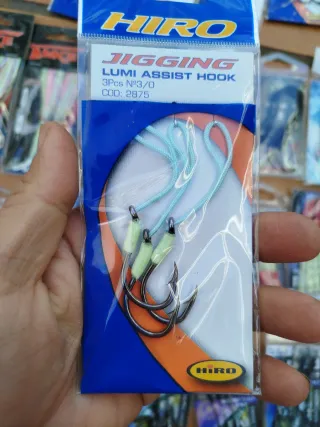 HIRO
JIGGING
LUMI ASSIST HOOK
3Pcs Nº3/0
COD: 2875
HiRO